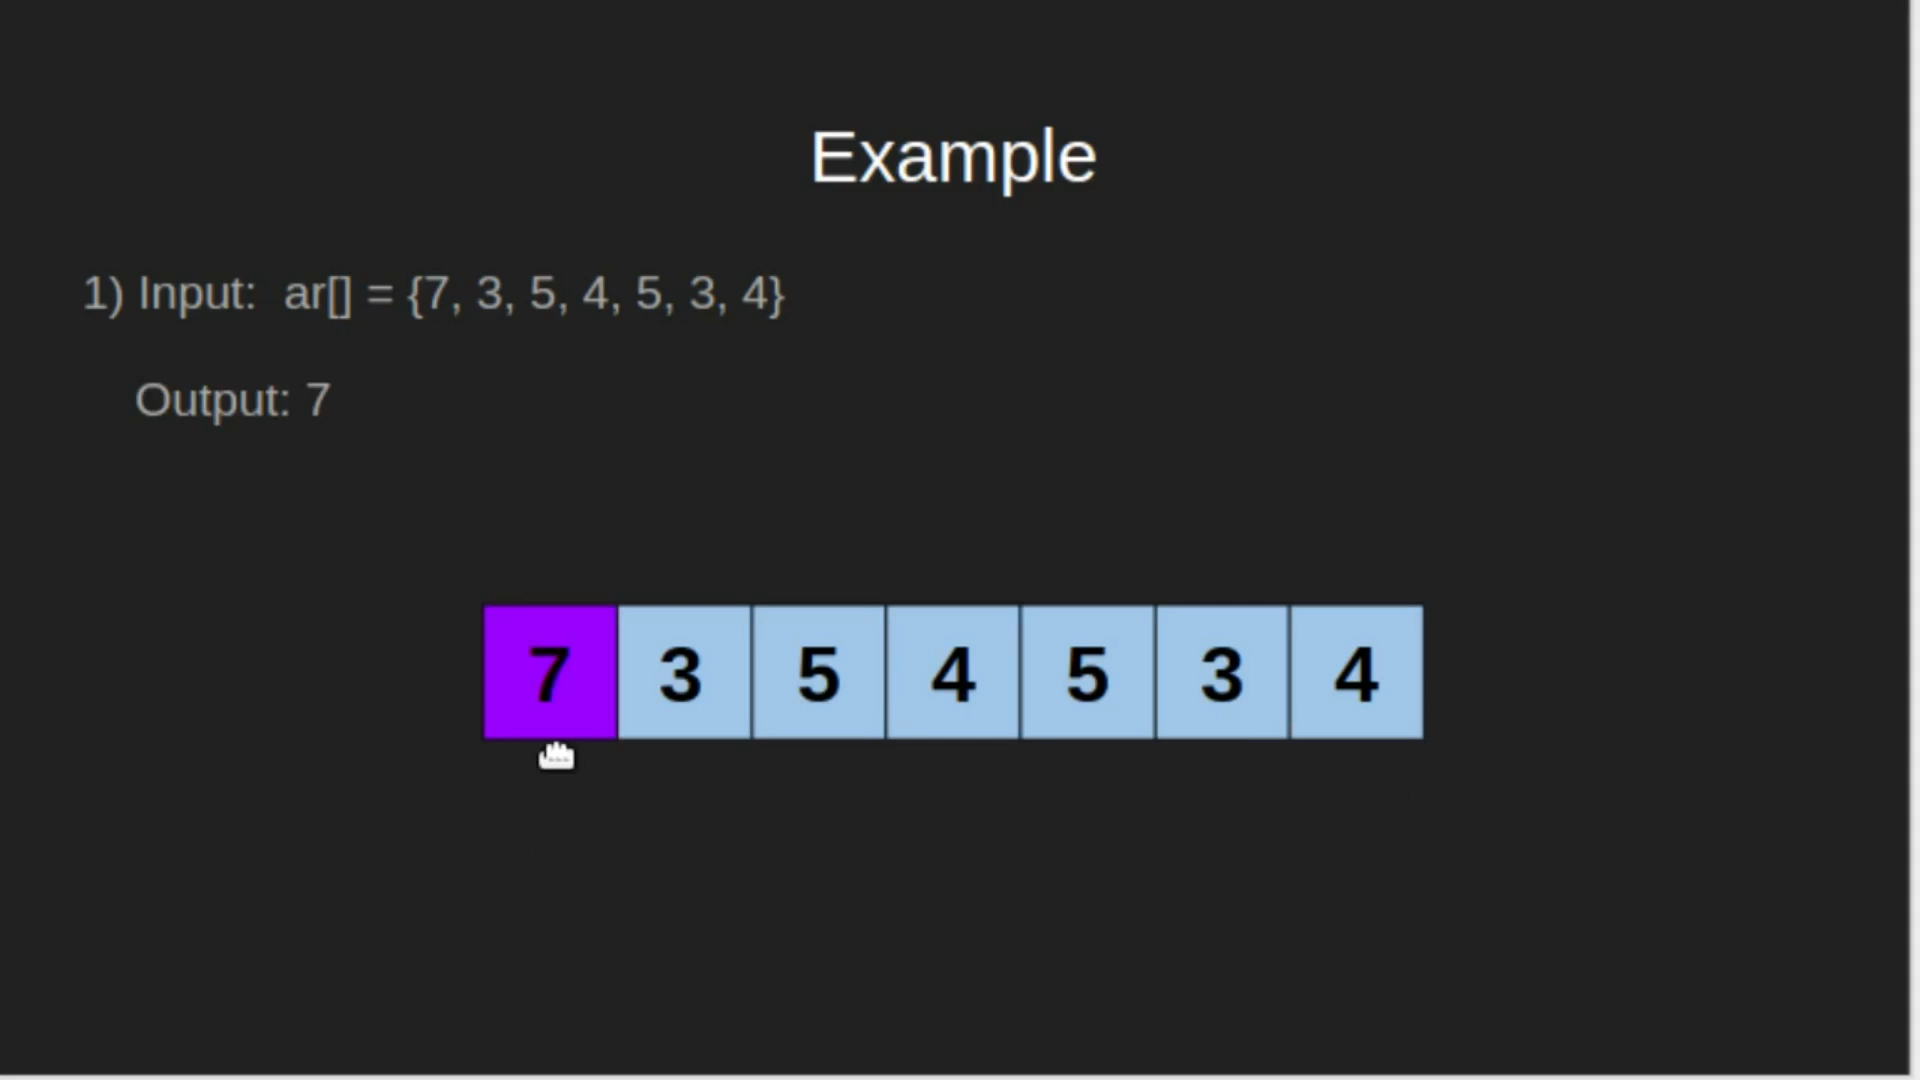 Example
1) Input: ar[] = {7, 3, 5, 4, 5, 3, 4}
Output: 7
7 3 5 4 5 3 4